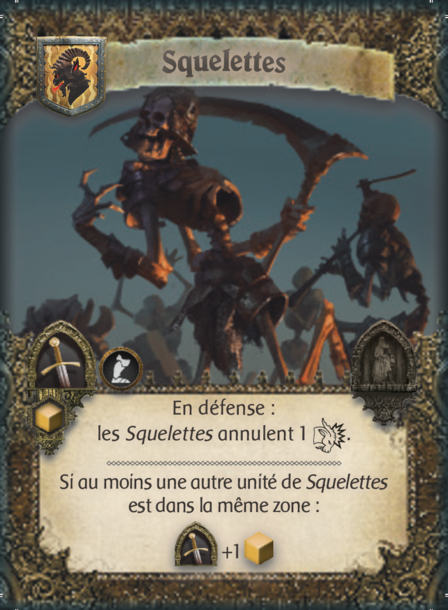 Squelettes
En défense :
les Squelettes annulent 1 .
Si au moins une autre unité de Squelettes
est dans la même zone :
+1